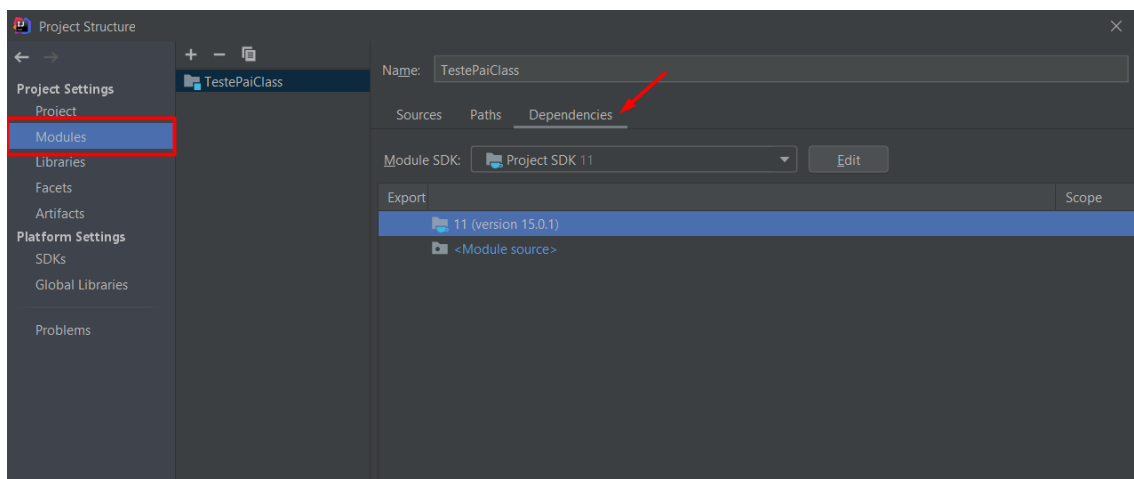 Project Structure
Project Settings
Project
Modules
Libraries
Facets
Artifacts
Platform Settings
SDKs
Global Libraries
Problems
TestePaiClass
Name: TestePaiClass
Sources Paths Dependencies
Module SDK: Project SDK 11 Edit
Export Scope
11 (version 15.0.1)
<Module source>